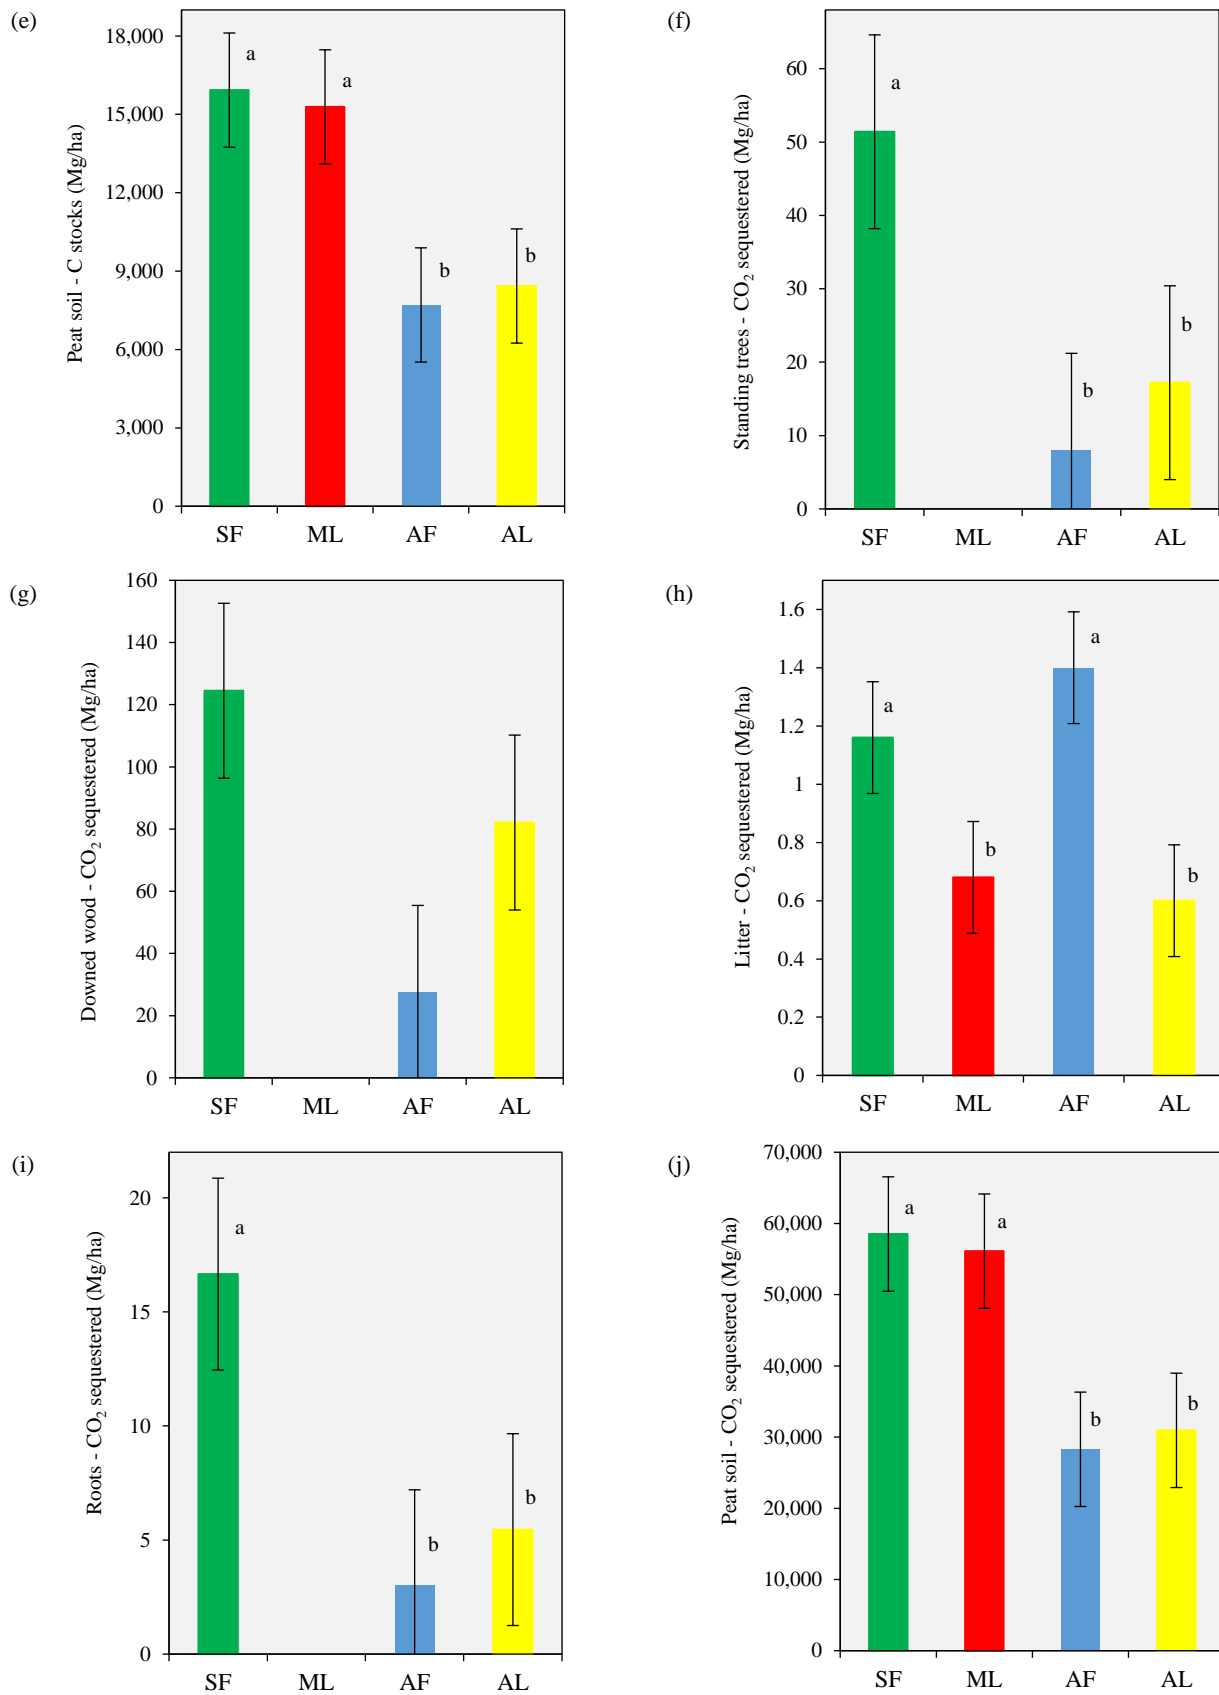 (e)
Peat soil - C stocks (Mg/ha)
18,000
15,000
12,000
9,000
6,000
3,000
0
a
a
b
b
SF ML AF AL
(f)
Standing trees - CO₂ sequestered (Mg/ha)
60
50
40
30
20
10
0
a
b
b
SF ML AF AL
(g)
Downed wood - CO₂ sequestered (Mg/ha)
160
140
120
100
80
60
40
20
0
SF ML AF AL
(h)
Litter - CO₂ sequestered (Mg/ha)
1.6
1.4
1.2
1
0.8
0.6
0.4
0.2
0
a
b
a
b
SF ML AF AL
(i)
Roots - CO₂ sequestered (Mg/ha)
20
15
10
5
0
a
b
b
SF ML AF AL
(j)
Peat soil - CO₂ sequestered (Mg/ha)
70,000
60,000
50,000
40,000
30,000
20,000
10,000
0
a
a
b
b
SF ML AF AL